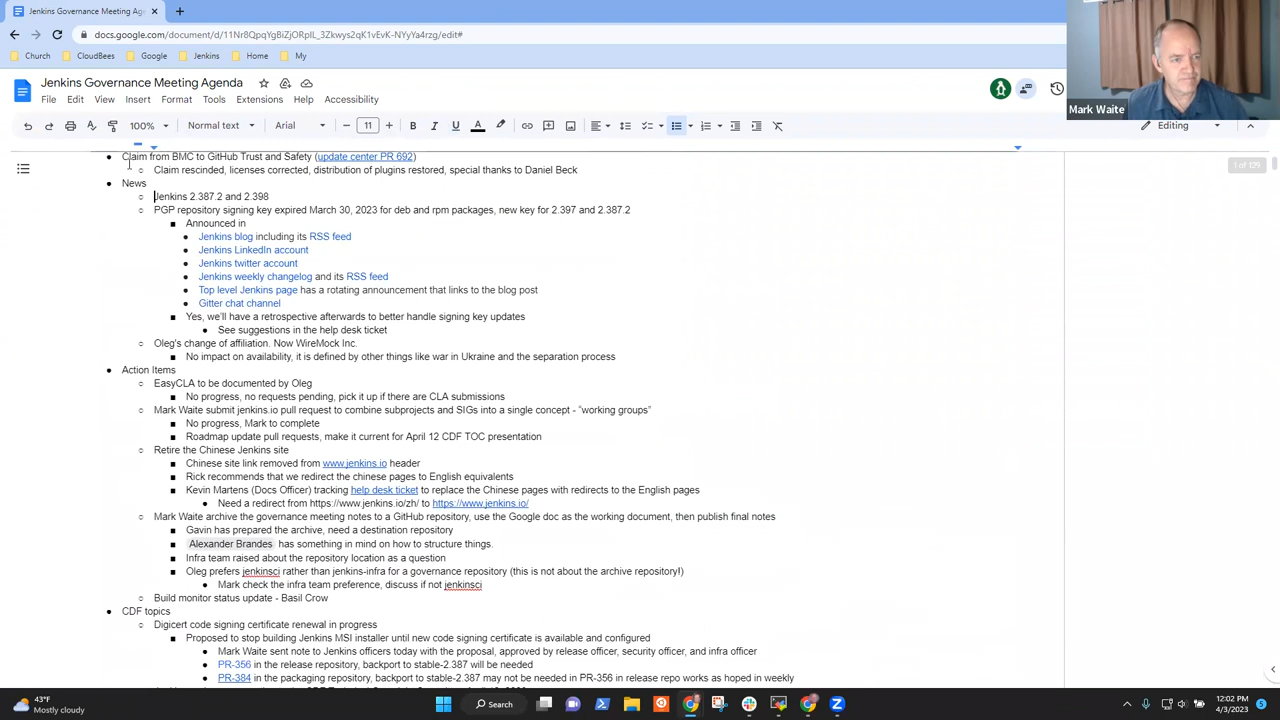 Jenkins Governance Meeting Age
docs.google.com/document/d/11Nr8QpqYgBiZjORpIL_3Zkwys2qK1vEvK-NYyYa4rzg/edit#
Church
CloudBees
Google
Jenkins
Home
My
Jenkins Governance Meeting Agenda
File Edit View Insert Format Tools Extensions Help Accessibility
Mark Waite
100% Normal text Arial 11 Editing
Claim from BMC to GitHub Trust and Safety (update center PR 692)
1 of 129
Claim rescinded, licenses corrected, distribution of plugins restored, special thanks to Daniel Beck
News
Jenkins 2.387.2 and 2.398
PGP repository signing key expired March 30, 2023 for deb and rpm packages, new key for 2.397 and 2.387.2
Announced in
Jenkins blog including its RSS feed
Jenkins LinkedIn account
Jenkins twitter account
Jenkins weekly changelog and its RSS feed
Top level Jenkins page has a rotating announcement that links to the blog post
Gitter chat channel
Yes, we'll have a retrospective afterwards to better handle signing key updates
See suggestions in the help desk ticket
Oleg's change of affiliation. Now WireMock Inc.
No impact on availability, it is defined by other things like war in Ukraine and the separation process
Action Items
EasyCLA to be documented by Oleg
No progress, no requests pending, pick it up if there are CLA submissions
Mark Waite submit jenkins.io pull request to combine subprojects and SIGs into a single concept - "working groups"
No progress, Mark to complete
Roadmap update pull requests, make it current for April 12 CDF TOC presentation
Retire the Chinese Jenkins site
Chinese site link removed from www.jenkins.io header
Rick recommends that we redirect the chinese pages to English equivalents
Kevin Martens (Docs Officer) tracking help desk ticket to replace the Chinese pages with redirects to the English pages
Need a redirect from https://www.jenkins.io/zh/ to https://www.jenkins.io/
Mark Waite archive the governance meeting notes to a GitHub repository, use the Google doc as the working document, then publish final notes
Gavin has prepared the archive, need a destination repository
Alexander Brandes has something in mind on how to structure things.
Infra team raised about the repository location as a question
Oleg prefers jenkinsci rather than jenkins-infra for a governance repository (this is not about the archive repository!)
Mark check the infra team preference, discuss if not jenkinsci
Build monitor status update - Basil Crow
CDF topics
Digicert code signing certificate renewal in progress
Proposed to stop building Jenkins MSI installer until new code signing certificate is available and configured
Mark Waite sent note to Jenkins officers today with the proposal, approved by release officer, security officer, and infra officer
PR-356 in the release repository, backport to stable-2.387 will be needed
PR-384 in the packaging repository, backport to stable-2.387 may not be needed in PR-356 in release repo works as hoped in weekly
43°F
Mostly cloudy
Search
12:02 PM
4/3/2023